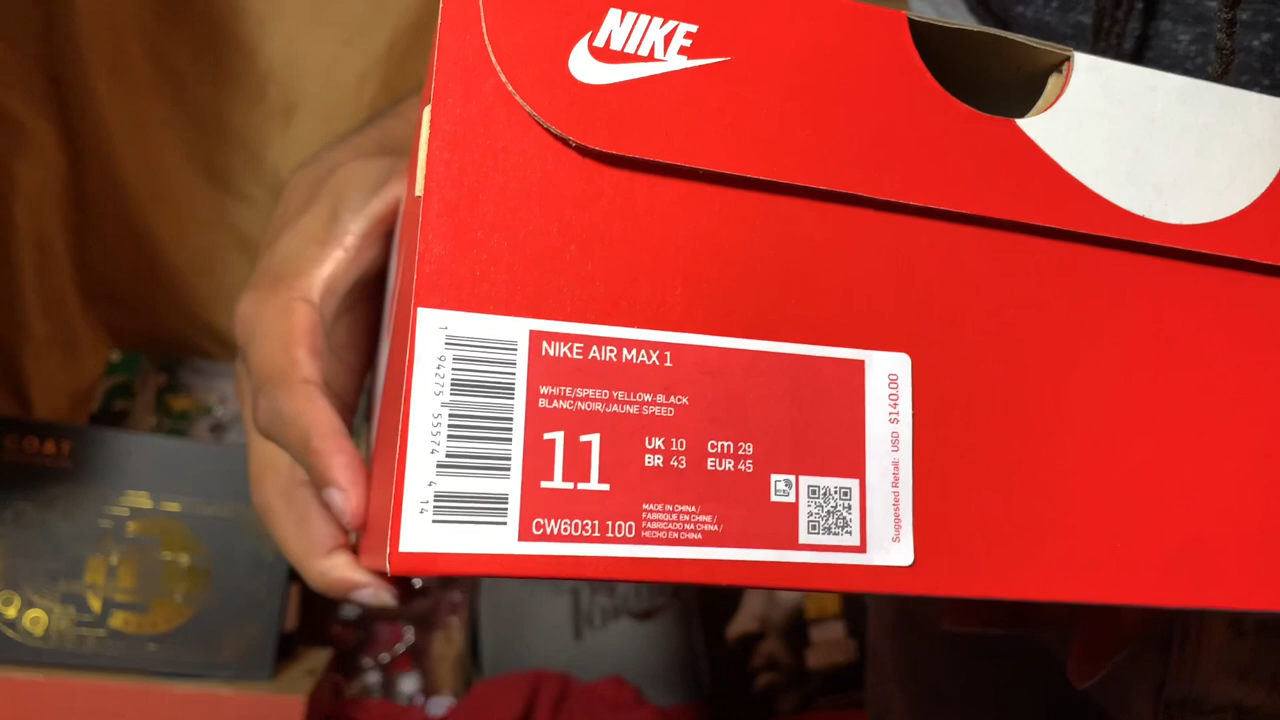 NIKE
NIKE AIR MAX 1
WHITE/SPEED YELLOW-BLACK
BLANC/NOIR/JAUNE SPEED
11
UK 10 cm 29
BR 43 EUR 45
CW6031 100
MADE IN CHINA /
FABRIQUE EN CHINE /
FABRICADO NA CHINA /
HECHO EN CHINA
1 94275 55574 4 14
Suggested Retail: USD $140.00
COAT